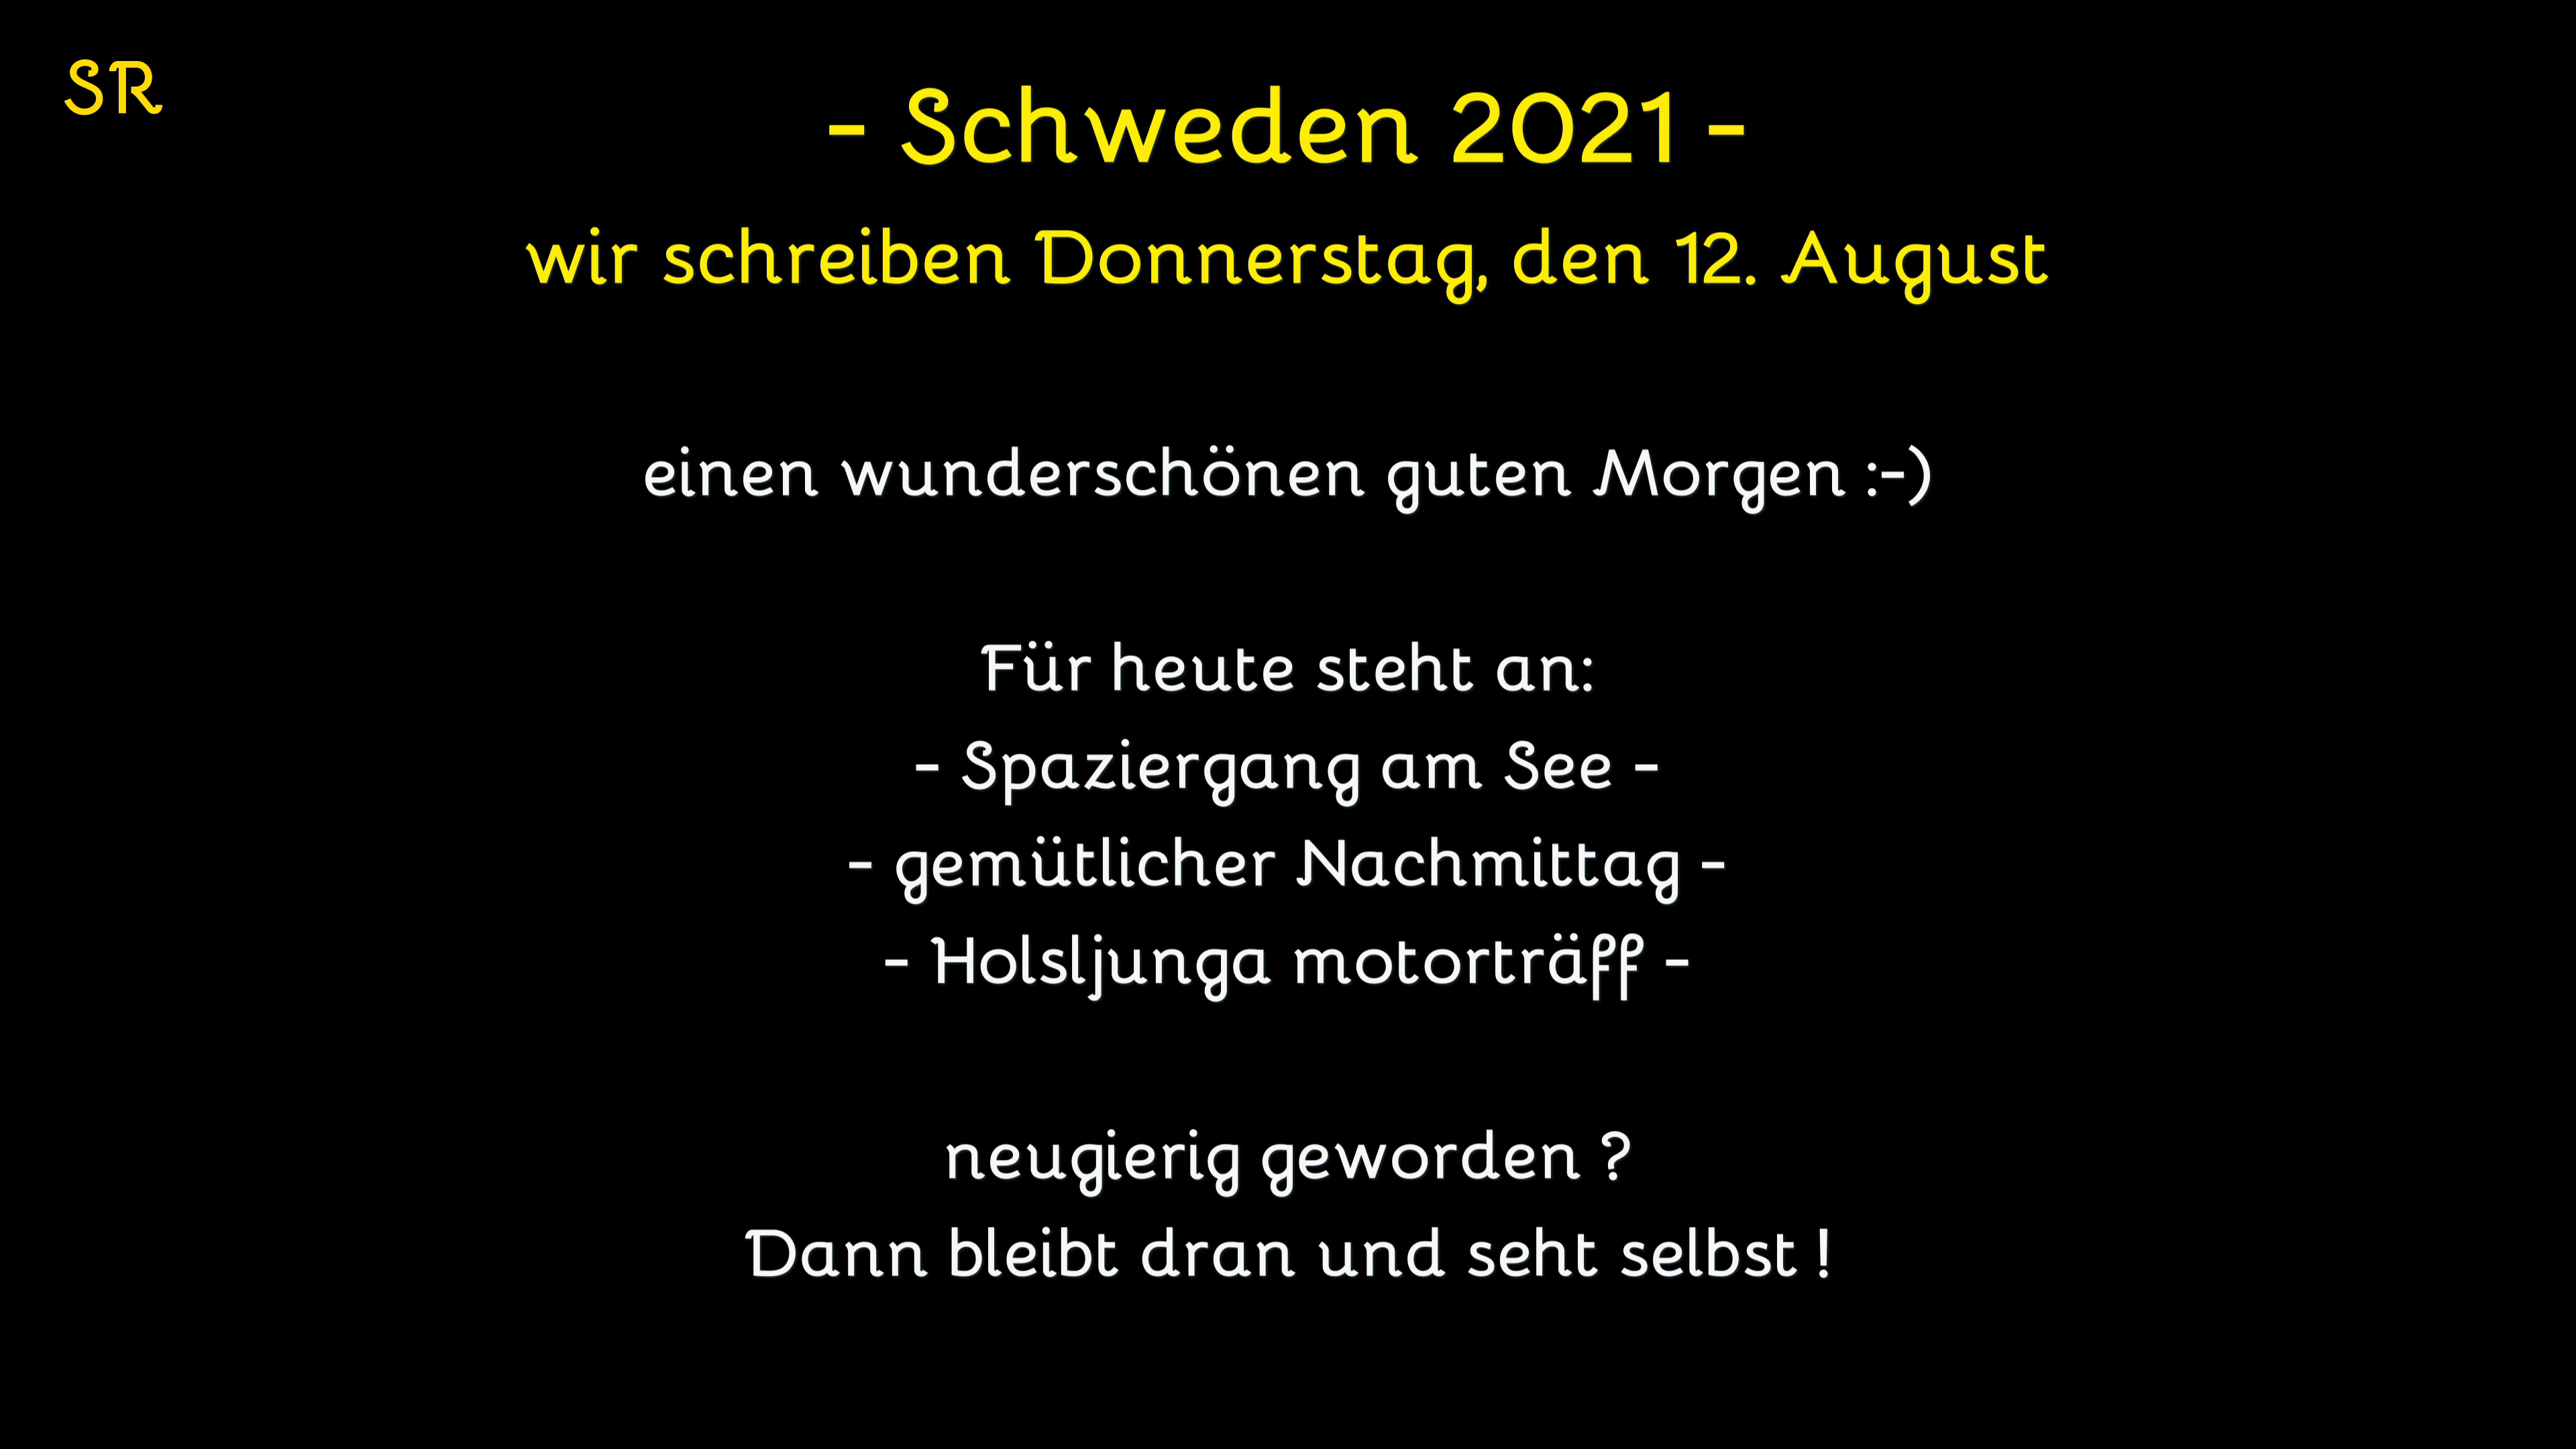 SR
- Schweden 2021 -
wir schreiben Donnerstag, den 12. August
einen wunderschönen guten Morgen :-)
Für heute steht an:
- Spaziergang am See -
- gemütlicher Nachmittag -
- Holsljunga motorträff -
neugierig geworden ?
Dann bleibt dran und seht selbst !